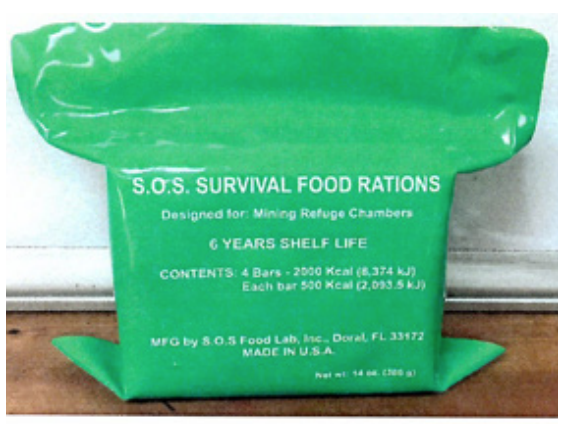 S.O.S. SURVIVAL FOOD RATIONS
Designed for: Mining Refuge Chambers
6 YEARS SHELF LIFE
CONTENTS: 4 Bars - 2000 Kcal (8,374 kJ)
Each bar 500 Kcal (2,093.5 kJ)
MFG by S.O.S Food Lab, Inc., Doral, FL 33172
MADE IN U.S.A.
Net wt: 14 oz.